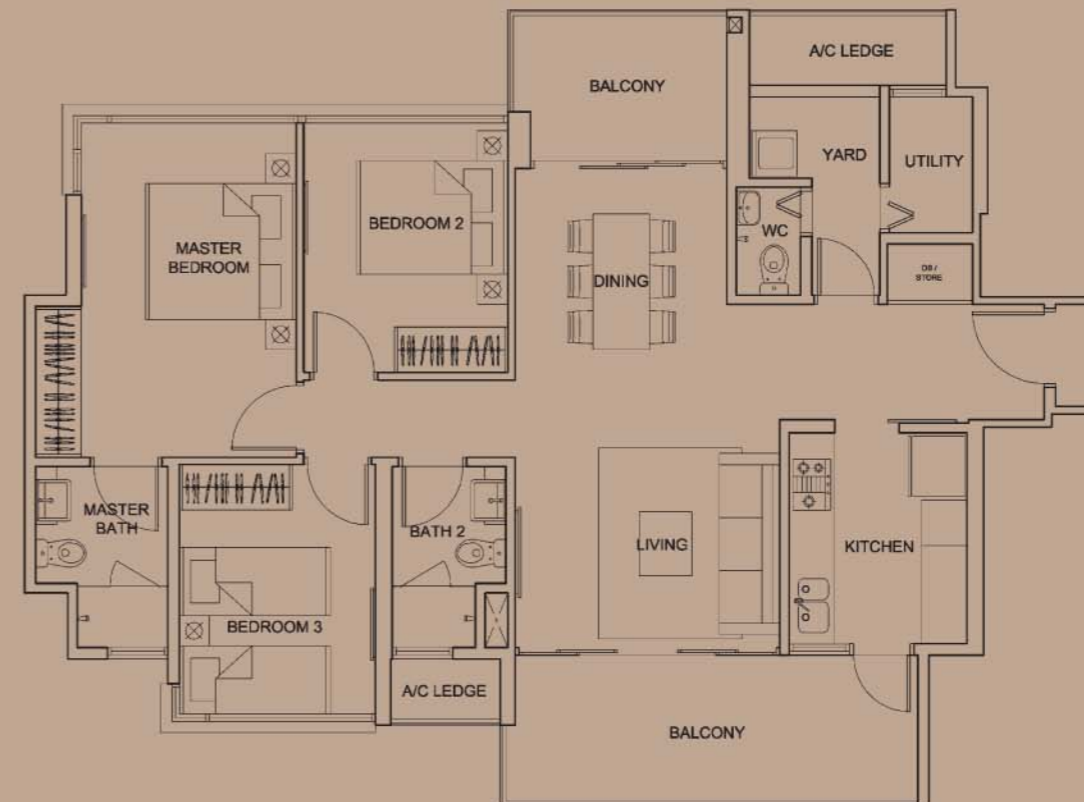 A/C LEDGE
BALCONY
YARD
UTILITY
BEDROOM 2
WC
MASTER
BEDROOM
DINING
DB /
STORE
MASTER
BATH
BATH 2
LIVING
KITCHEN
BEDROOM 3
A/C LEDGE
BALCONY